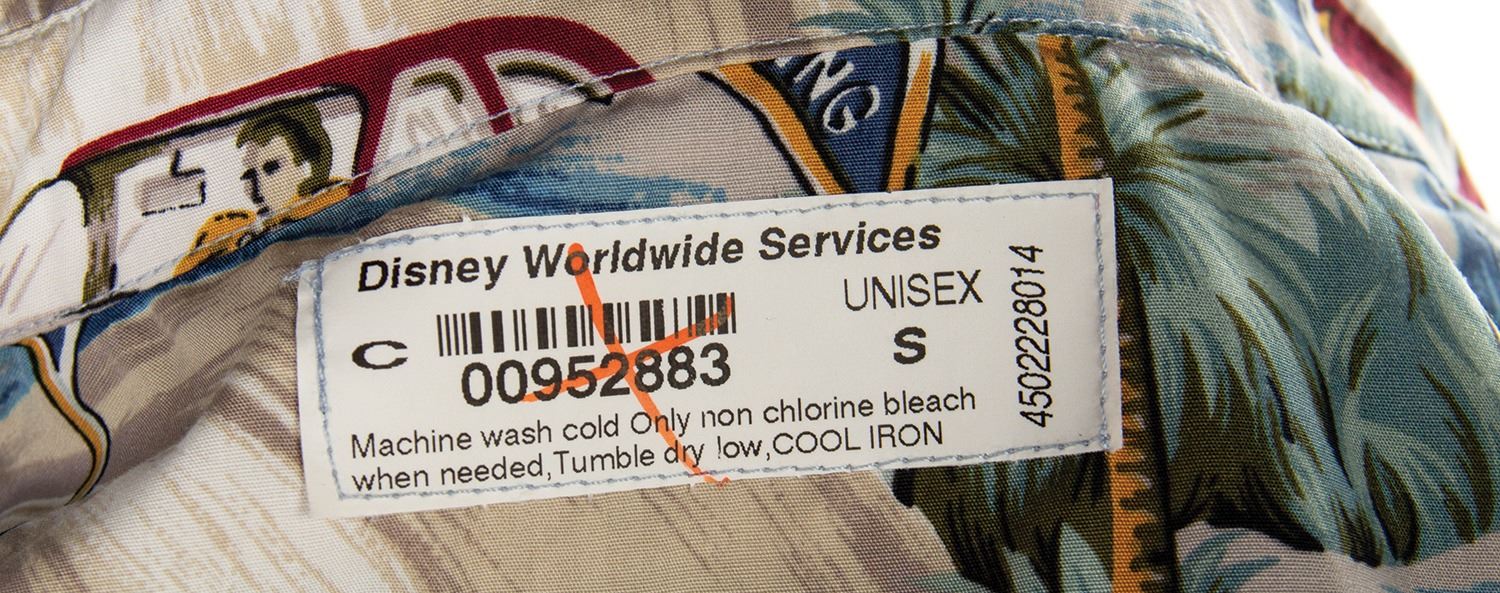 ING
Disney Worldwide Services
C
00952883
UNISEX
S
4502228014
Machine wash cold Only non chlorine bleach
when needed,Tumble dry low,COOL IRON